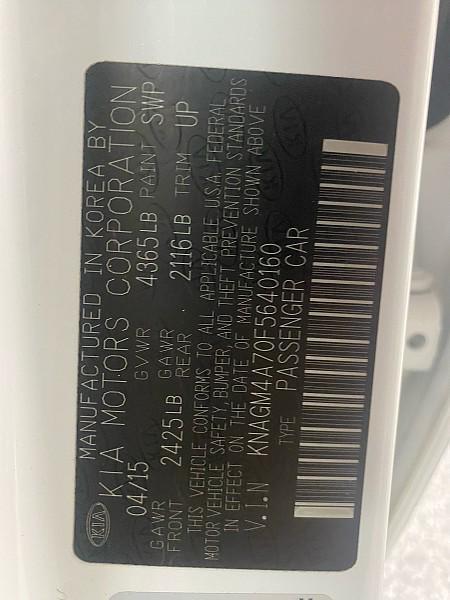 MANUFACTURED IN KOREA BY
KIA KIA MOTORS CORPORATION
04/15 GVWR 4365LB PAINT SWP
GAWR FRONT 2425LB GAWR REAR 2116LB TRIM UP
THIS VEHICLE CONFORMS TO ALL APPLICABLE U.S.A. FEDERAL
MOTOR VEHICLE SAFETY, BUMPER, AND THEFT PREVENTION STANDARDS
IN EFFECT ON THE DATE OF MANUFACTURE SHOWN ABOVE
V.I.N KNAGM4A70F5640160
TYPE PASSENGER CAR